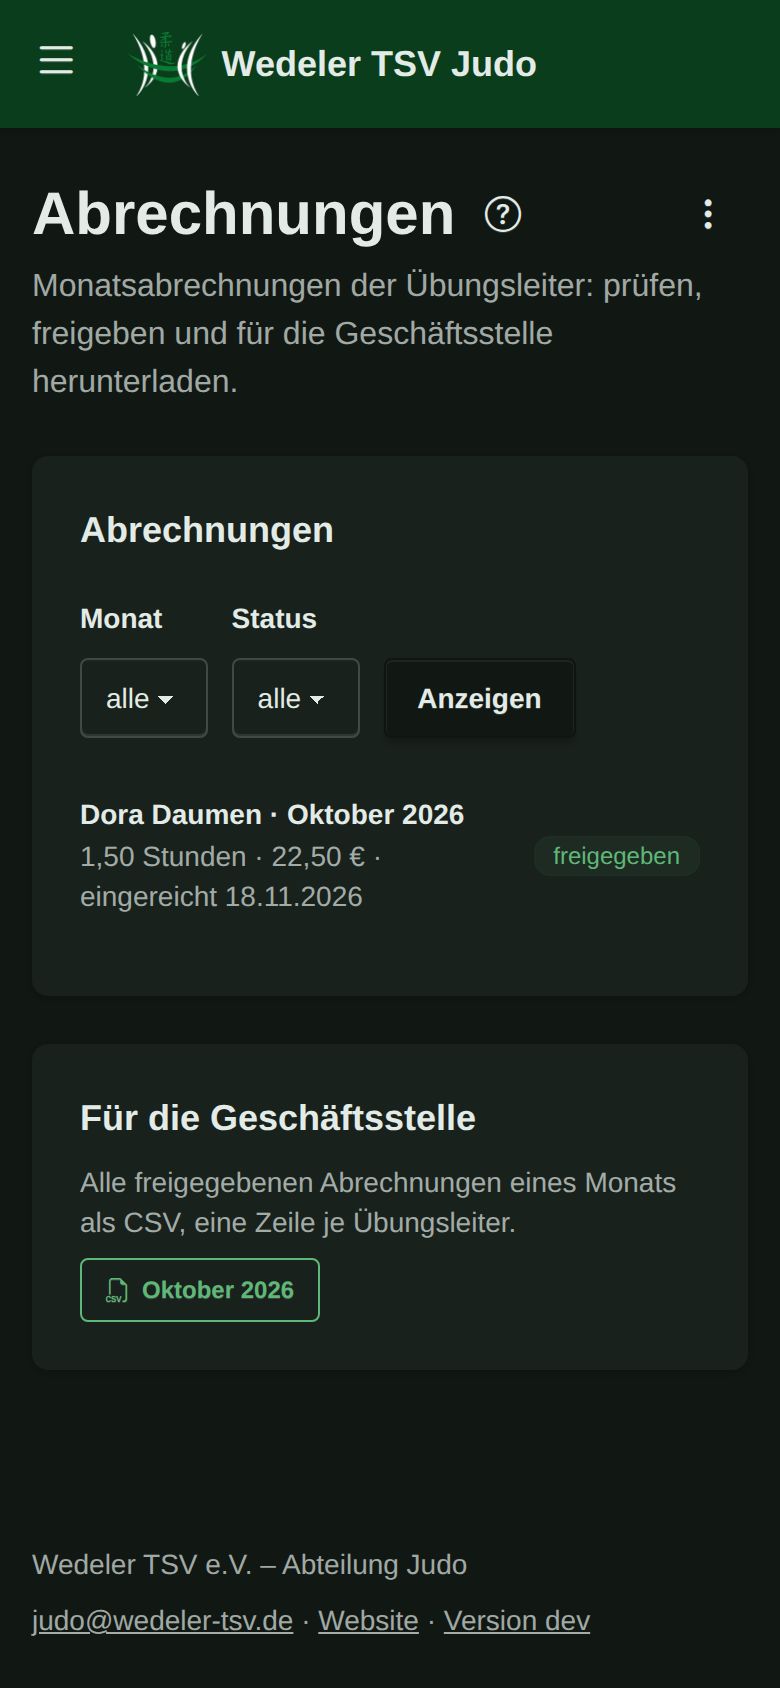 柔道
Wedeler TSV Judo
Abrechnungen ?
Monatsabrechnungen der Übungsleiter: prüfen,
freigeben und für die Geschäftsstelle
herunterladen.
Abrechnungen
Monat Status
alle alle Anzeigen
Dora Daumen · Oktober 2026
1,50 Stunden · 22,50 € ·
eingereicht 18.11.2026
freigegeben
Für die Geschäftsstelle
Alle freigegebenen Abrechnungen eines Monats
als CSV, eine Zeile je Übungsleiter.
CSV Oktober 2026
Wedeler TSV e.V. – Abteilung Judo
judo@wedeler-tsv.de · Website · Version dev